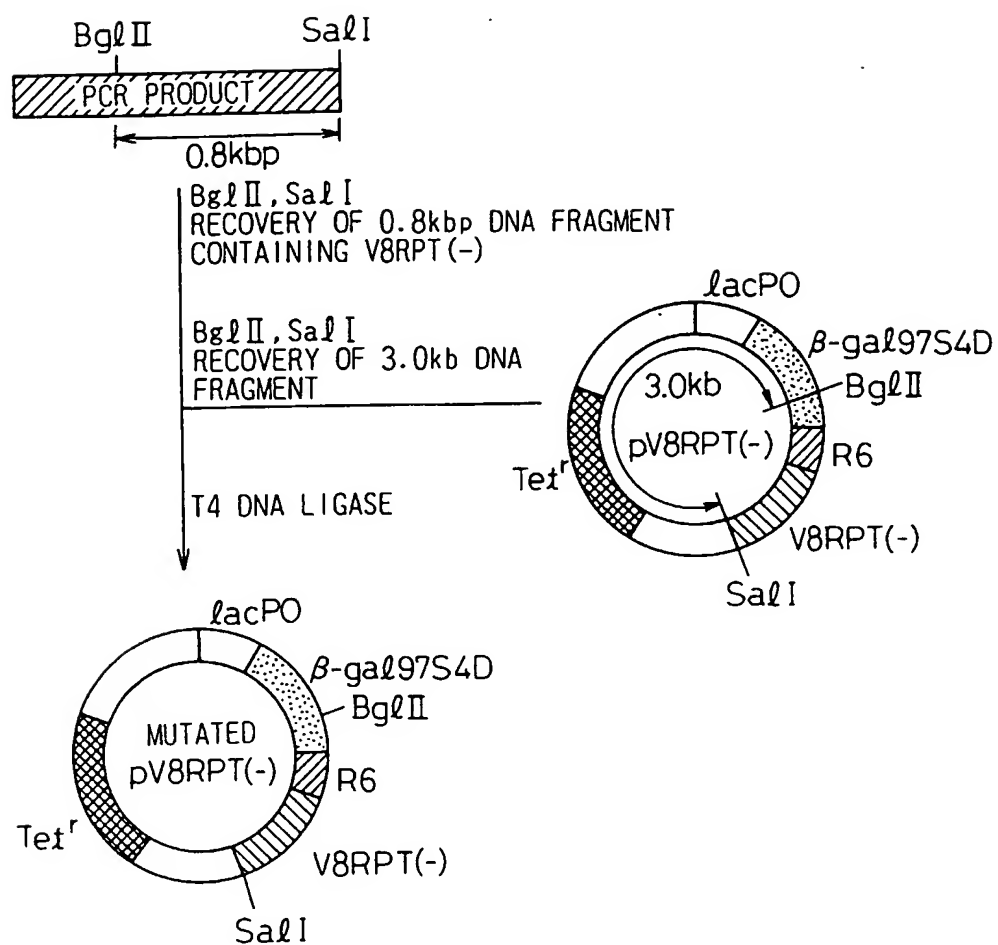 BglII SalI
PCR PRODUCT
0.8kbp
BglII, SalI
RECOVERY OF 0.8kbp DNA FRAGMENT
CONTAINING V8RPT(-)
BglII, SalI
RECOVERY OF 3.0kb DNA
FRAGMENT
T4 DNA LIGASE
lacPO
β-gal97S4D
BglII
3.0kb
pV8RPT(-)
R6
Tetr
V8RPT(-)
SalI
lacPO
β-gal97S4D
BglII
MUTATED
pV8RPT(-)
R6
Tetr
V8RPT(-)
SalI